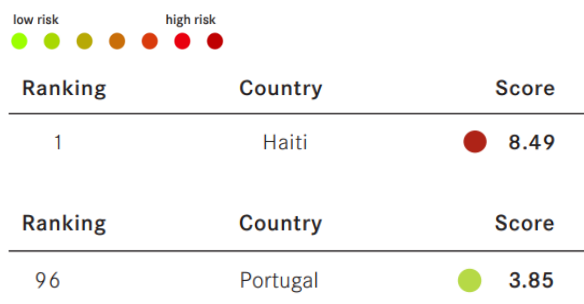 low risk high risk
Ranking Country Score
1 Haiti 8.49
Ranking Country Score
96 Portugal 3.85